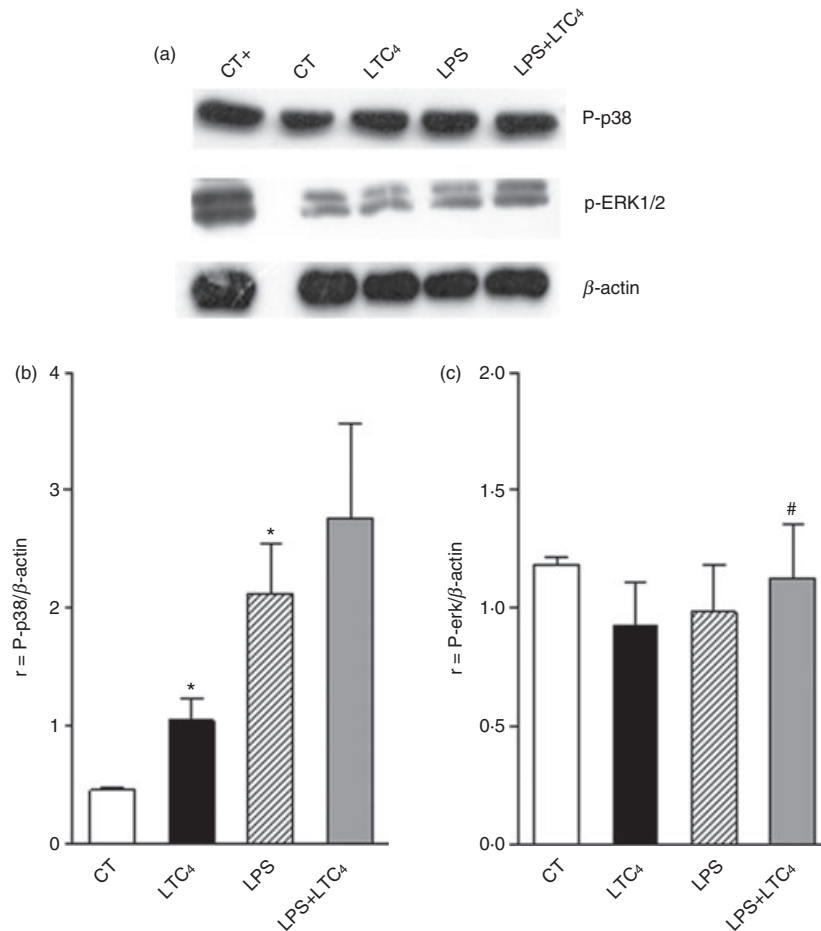 (a)
CT+ CT LTC₄ LPS LPS+LTC₄
P-p38
p-ERK1/2
β-actin
(b)
r = P-p38/β-actin
4
3
2
1
0
*
*
CT LTC₄ LPS LPS+LTC₄
(c)
r = P-erk/β-actin
2·0
1·5
1·0
0·5
0·0
#
CT LTC₄ LPS LPS+LTC₄